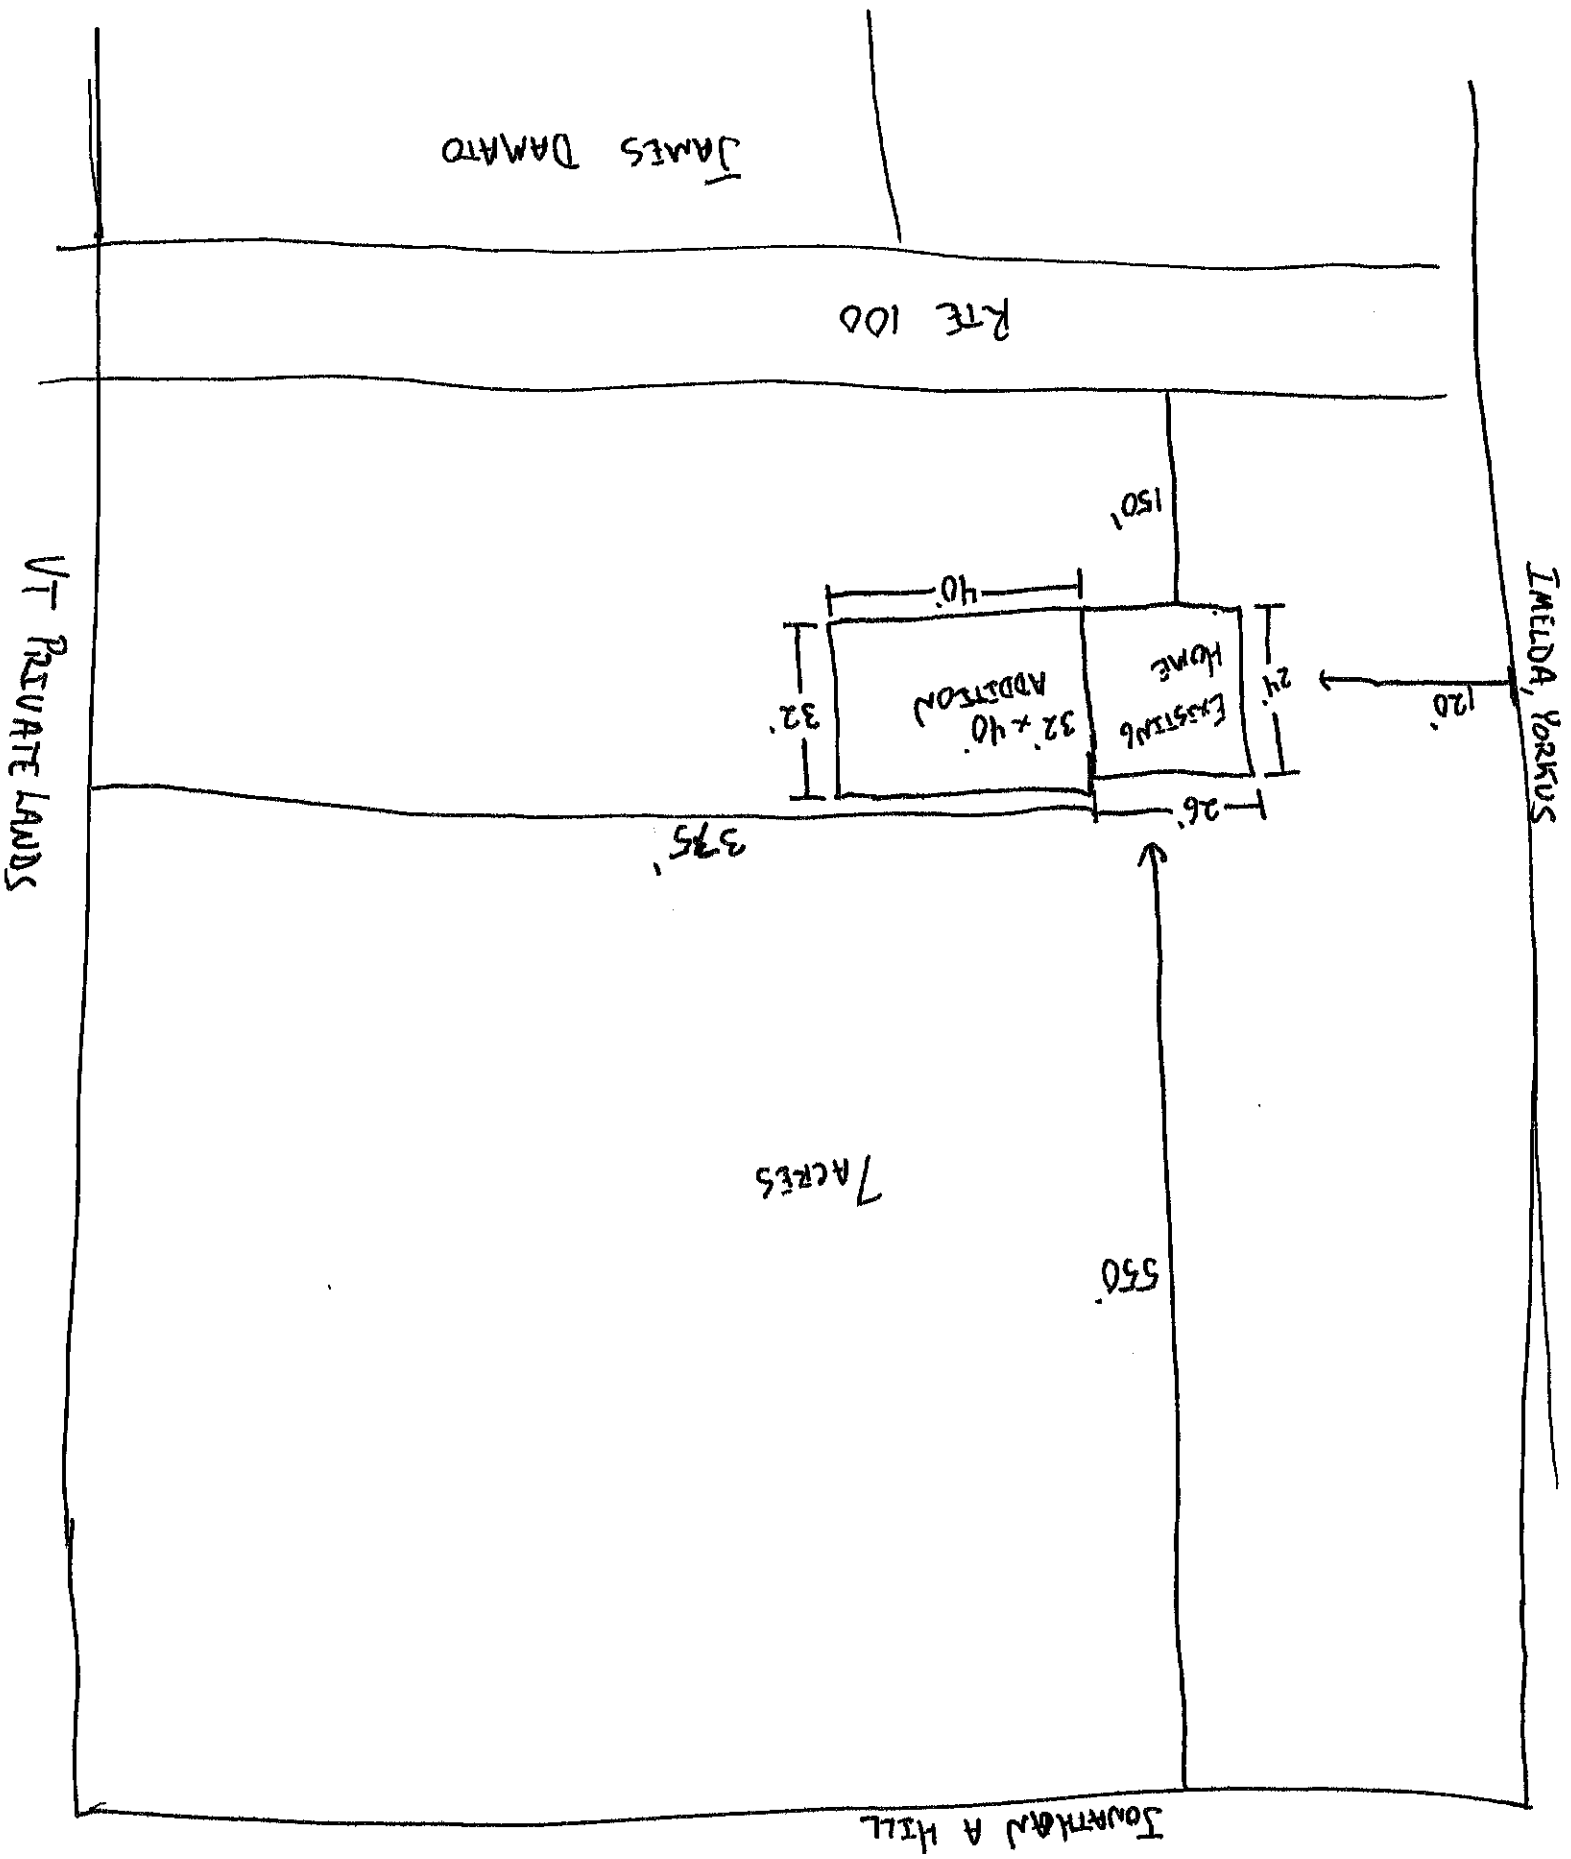 JONATHAN A HILL
550'
7 ACRES
26'
375'
EXISTING
HOME
24'
32' x 40'
ADDITION
32'
40'
120'
150'
IMELDA, YORKUS
VT PRIVATE LANDS
RTE 100
JAMES DAMATO